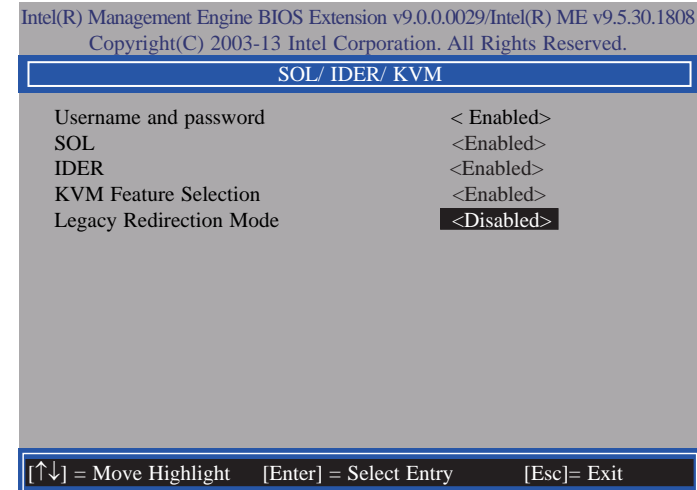 Intel(R) Management Engine BIOS Extension v9.0.0.0029/Intel(R) ME v9.5.30.1808
Copyright(C) 2003-13 Intel Corporation. All Rights Reserved.
SOL/ IDER/ KVM
Username and password < Enabled>
SOL <Enabled>
IDER <Enabled>
KVM Feature Selection <Enabled>
Legacy Redirection Mode <Disabled>
[↑↓] = Move Highlight [Enter] = Select Entry [Esc]= Exit